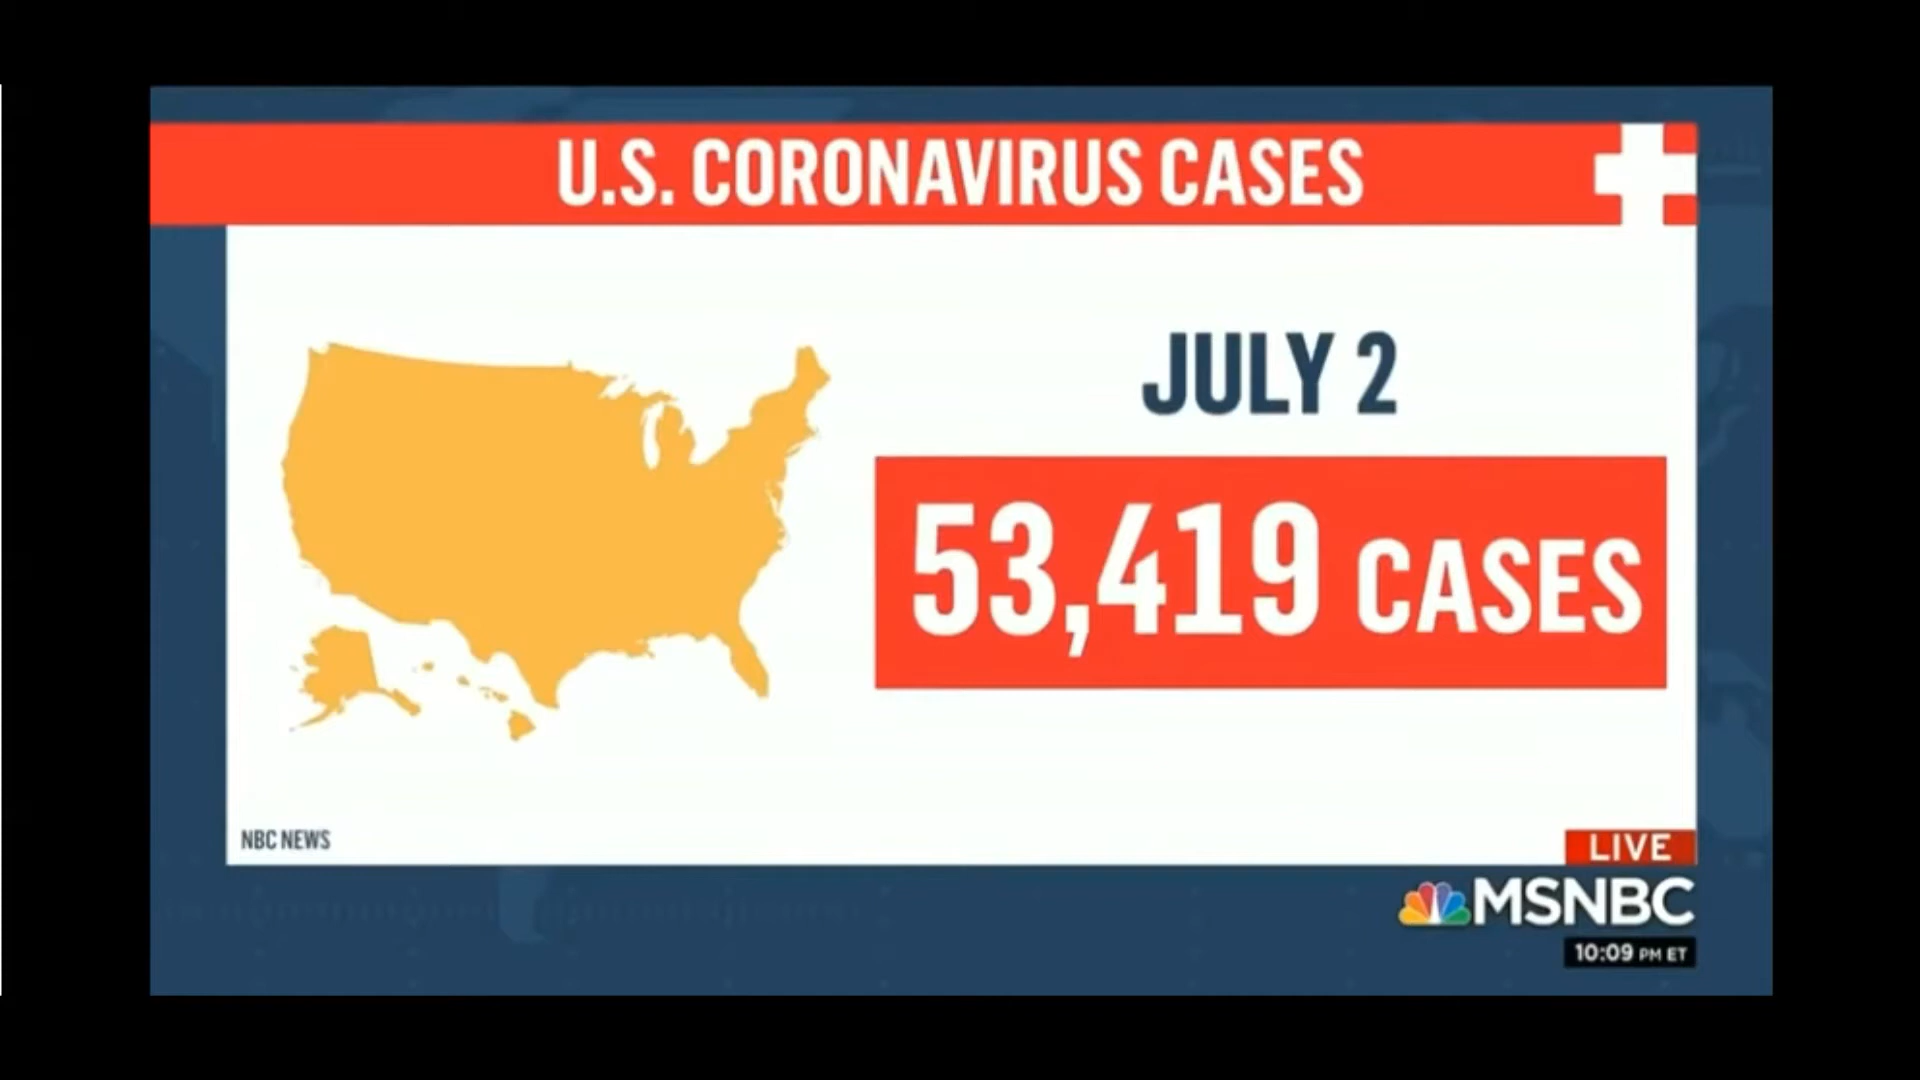 U.S. CORONAVIRUS CASES
JULY 2
53,419 CASES
NBC NEWS
LIVE
MSNBC
10:09 PM ET